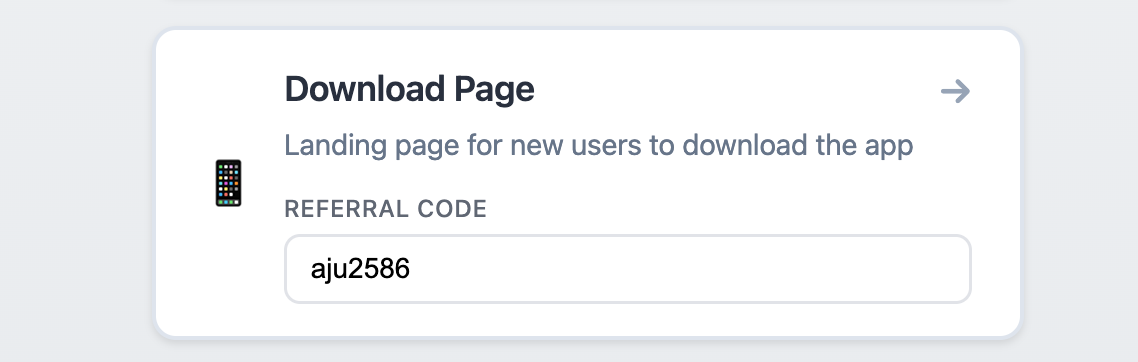 Download Page
Landing page for new users to download the app
REFERRAL CODE
aju2586